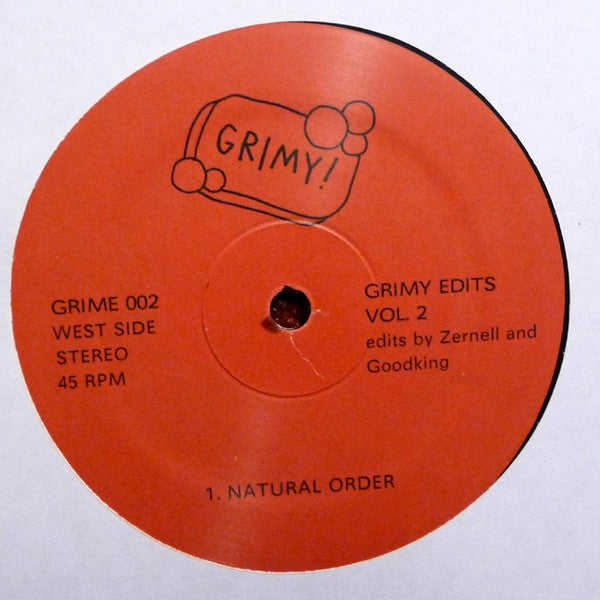 GRIMY!
GRIME 002
WEST SIDE
STEREO
45 RPM
GRIMY EDITS
VOL. 2
edits by Zernell and
Goodking
1. NATURAL ORDER